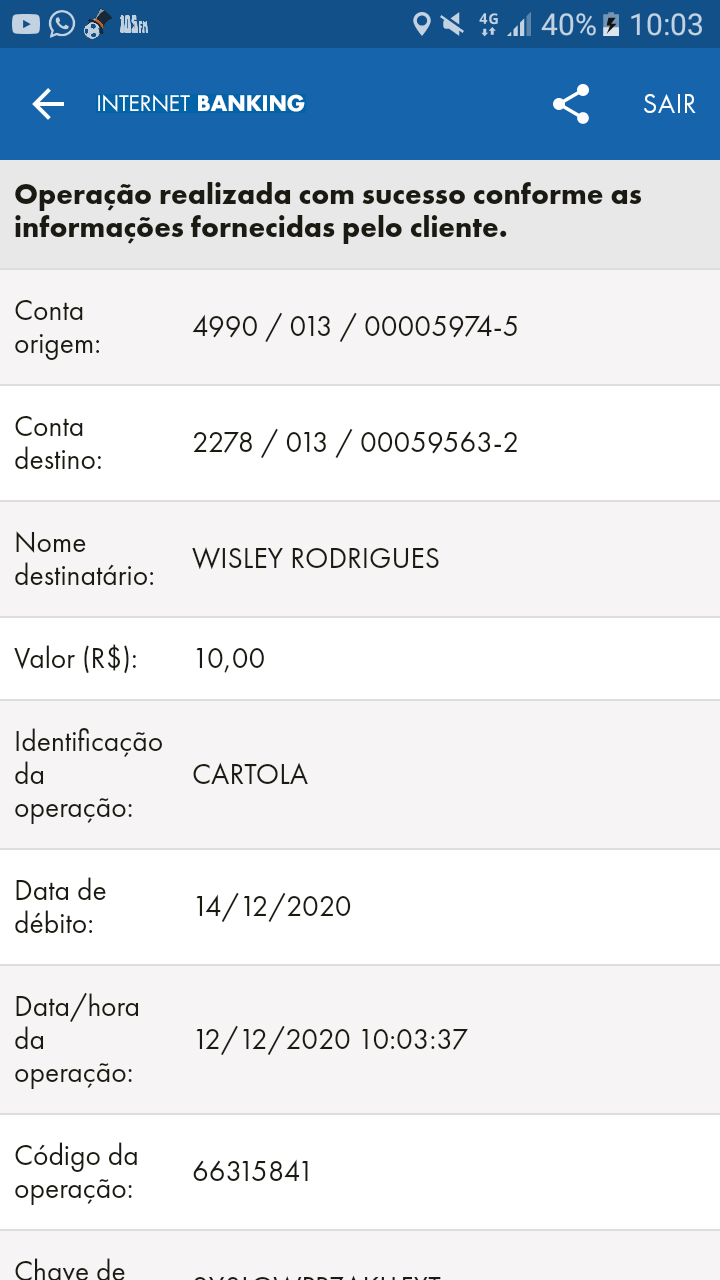 105FM 4G 40% 10:03
INTERNET BANKING SAIR
Operação realizada com sucesso conforme as
informações fornecidas pelo cliente.
Conta
origem:
4990 / 013 / 00005974-5
Conta
destino:
2278 / 013 / 00059563-2
Nome
destinatário:
WISLEY RODRIGUES
Valor (R$): 10,00
Identificação
da
operação:
CARTOLA
Data de
débito:
14/12/2020
Data/hora
da
operação:
12/12/2020 10:03:37
Código da
operação:
66315841
Chave de